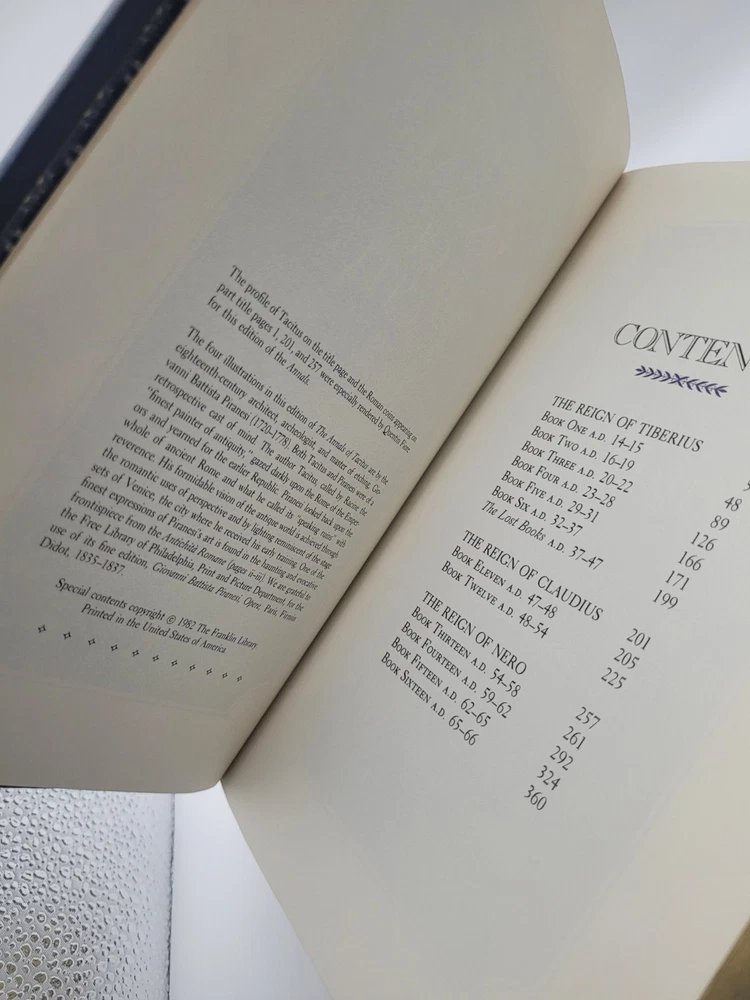 The profile of Tacitus on the title page and the Roman coins appearing on
part title pages 1, 201, and 257 were especially rendered by Quentin Fiore
for this edition of the Annals.
The four illustrations in this edition of The Annals of Tacitus are by the
eighteenth-century architect, archeologist, and master of etching, Gio-
vanni Battista Piranesi (1720–1778). Both Tacitus and Piranesi were of a
retrospective cast of mind. The author Tacitus, called by Racine the
"finest painter of antiquity," gazed darkly upon the Rome of the Emper-
ors and yearned for the earlier Republic. Piranesi looked back upon the
whole of ancient Rome and what he called its "speaking ruins," with
reverence. His formidable vision of the antique world is achieved through
the romantic uses of perspective and by lighting reminiscent of the stage
sets of Venice, the city where he received his early training. One of the
finest expressions of Piranesi's art is found in the haunting and evocative
frontispiece from the Antichità Romane (pages ii–iii). We are grateful to
the Free Library of Philadelphia, Print and Picture Department, for the
use of its fine edition, Giovanni Battista Piranesi, Opere, Paris, Firmin
Didot, 1835–1837.
Special contents copyright © 1982 The Franklin Library
Printed in the United States of America
CONTEN
THE REIGN OF TIBERIUS
BOOK ONE A.D. 14–15
BOOK TWO A.D. 16–19 48
BOOK THREE A.D. 20–22 89
BOOK FOUR A.D. 23–28 126
BOOK FIVE A.D. 29–31 166
BOOK SIX A.D. 32–37 171
The Lost Books A.D. 37–47 199
THE REIGN OF CLAUDIUS 201
BOOK ELEVEN A.D. 47–48 205
BOOK TWELVE A.D. 48–54 225
THE REIGN OF NERO 257
BOOK THIRTEEN A.D. 54–58 261
BOOK FOURTEEN A.D. 59–62 292
BOOK FIFTEEN A.D. 62–65 324
BOOK SIXTEEN A.D. 65–66 360